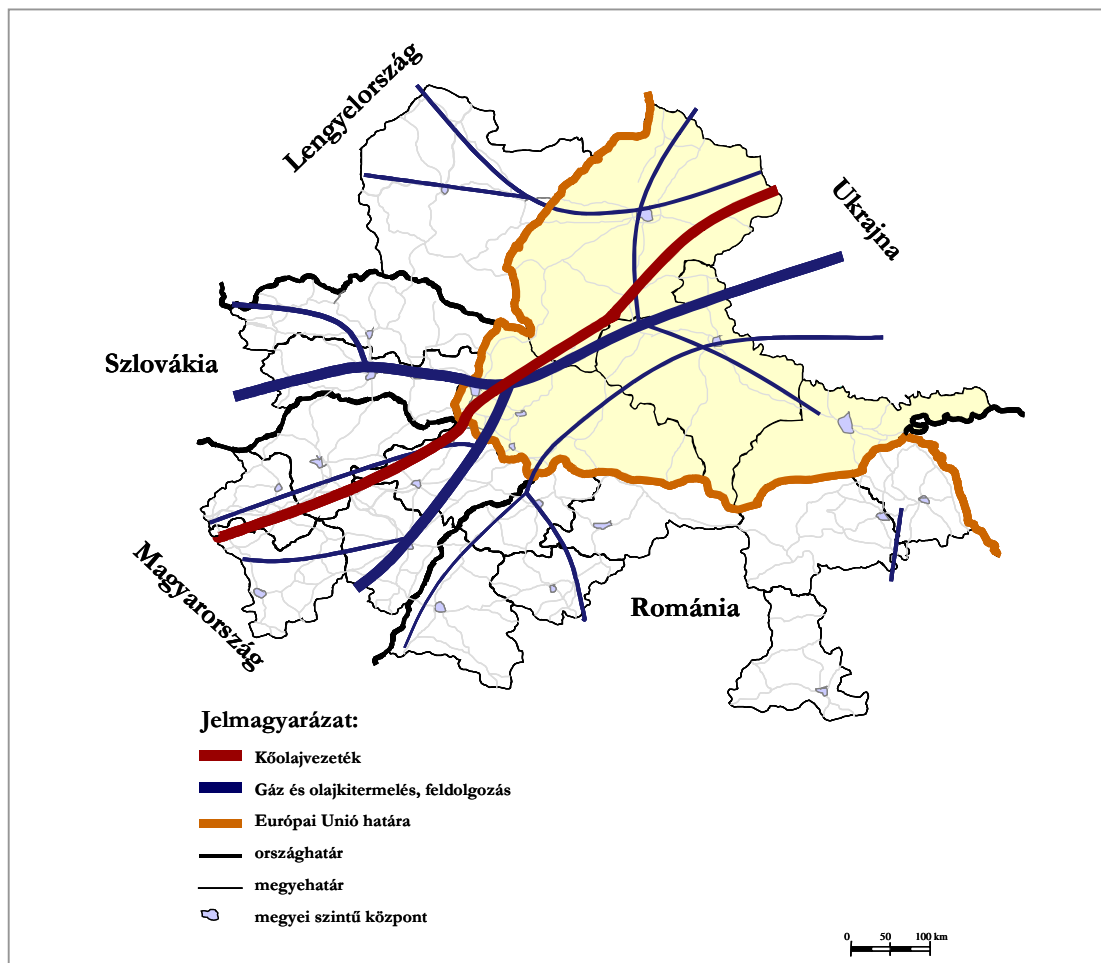 Lengyelország
Ukrajna
Szlovákia
Magyarország
Románia
Jelmagyarázat:
Kőolajvezeték
Gáz és olajkitermelés, feldolgozás
Európai Unió határa
országhatár
megyehatár
megyei szintű központ
0 50 100 km